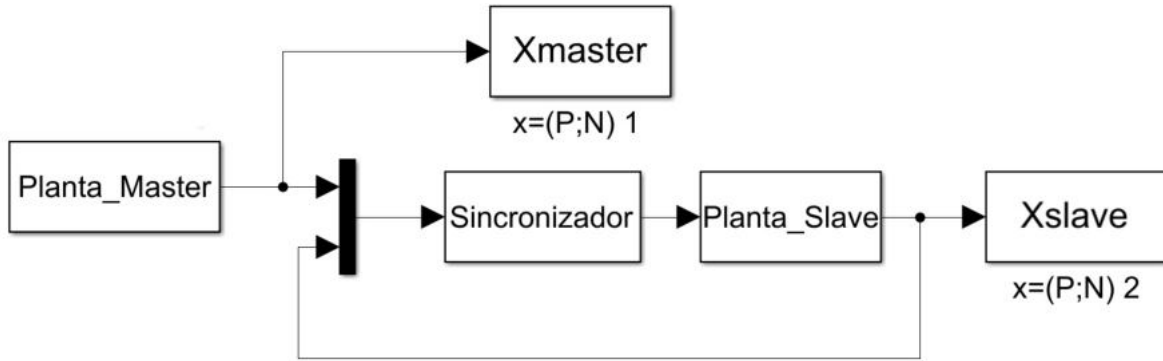 Xmaster
x=(P;N) 1
Planta_Master
Sincronizador
Planta_Slave
Xslave
x=(P;N) 2